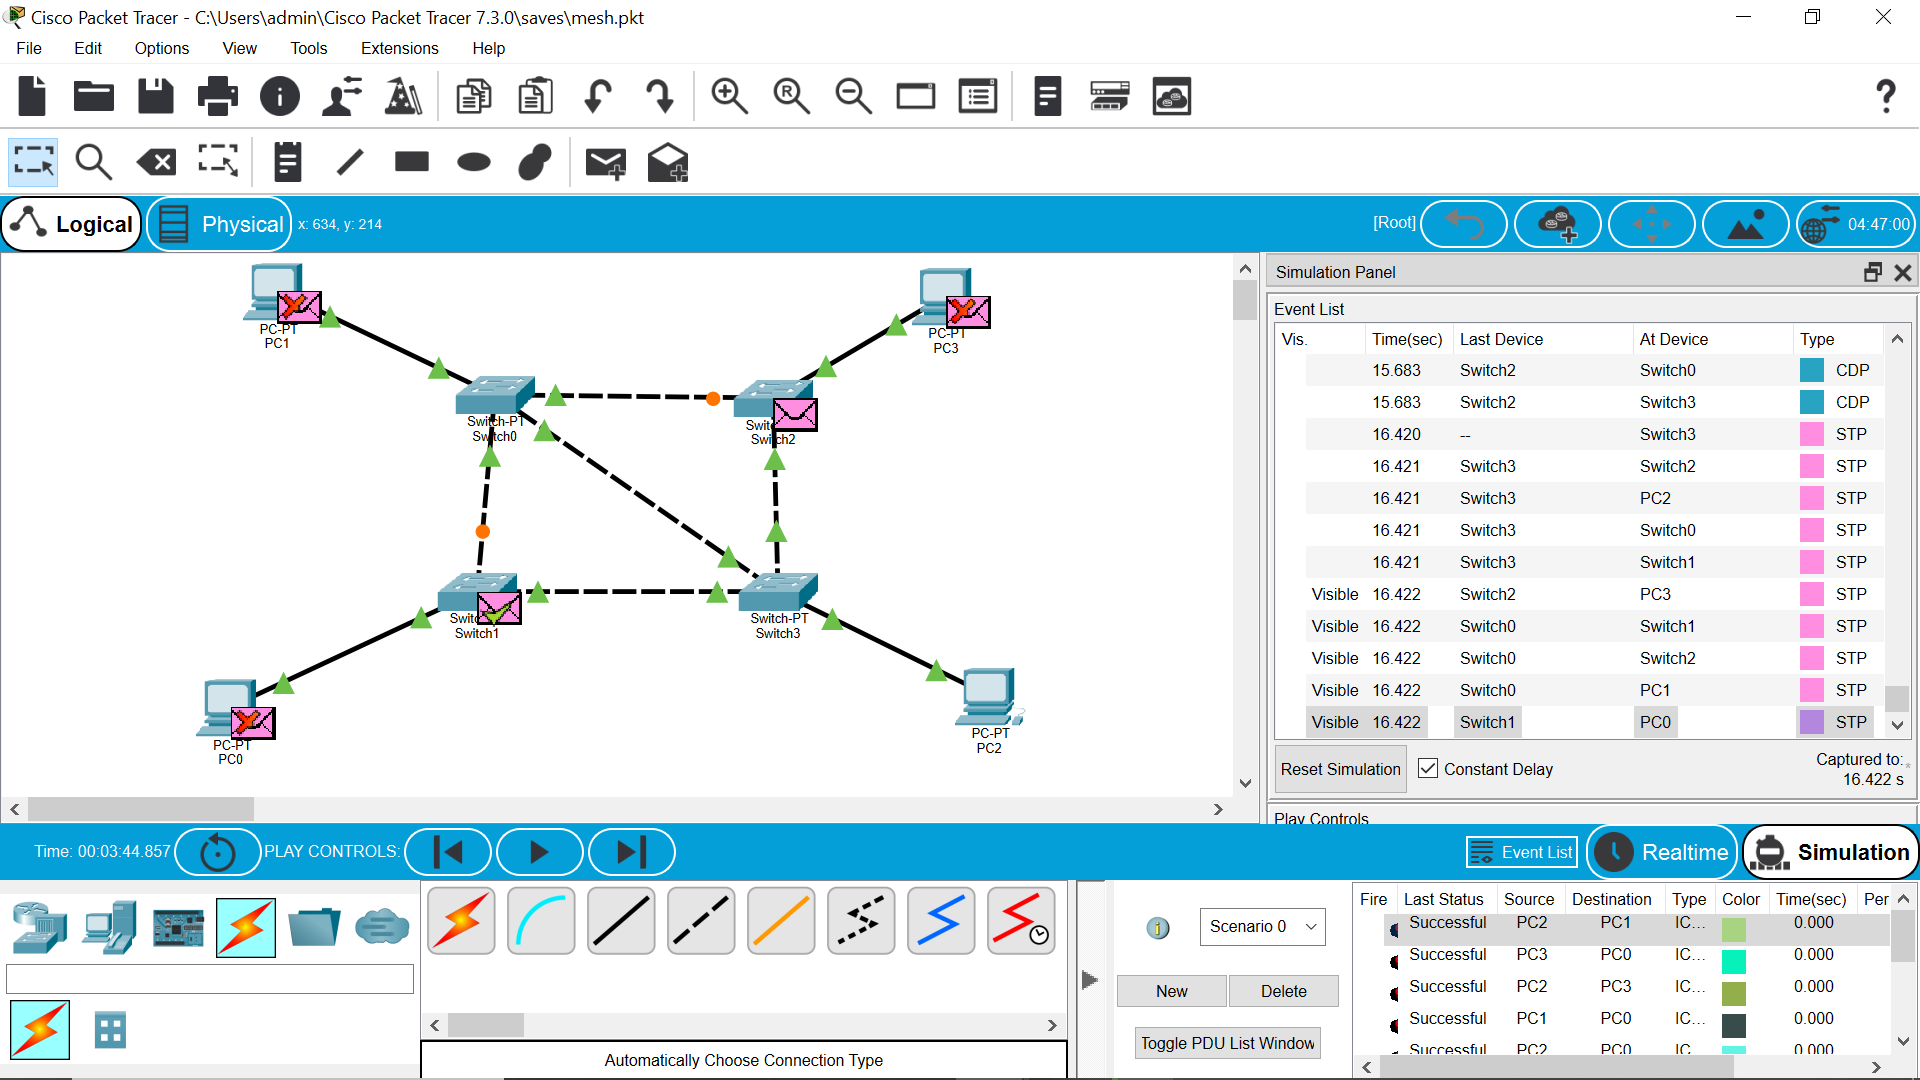 Cisco Packet Tracer - C:\Users\admin\Cisco Packet Tracer 7.3.0\saves\mesh.pkt
File Edit Options View Tools Extensions Help
Logical Physical x: 634, y: 214 [Root] 04:47:00
PC-PT
PC1
PC-PT
PC3
Switch-PT
Switch0
Switch2
Switch1
Switch-PT
Switch3
PC-PT
PC0
PC-PT
PC2
Simulation Panel
Event List
Vis. Time(sec) Last Device At Device Type
15.683 Switch2 Switch0 CDP
15.683 Switch2 Switch3 CDP
16.420 -- Switch3 STP
16.421 Switch3 Switch2 STP
16.421 Switch3 PC2 STP
16.421 Switch3 Switch0 STP
16.421 Switch3 Switch1 STP
Visible 16.422 Switch2 PC3 STP
Visible 16.422 Switch0 Switch1 STP
Visible 16.422 Switch0 Switch2 STP
Visible 16.422 Switch0 PC1 STP
Visible 16.422 Switch1 PC0 STP
Reset Simulation Constant Delay Captured to:
16.422 s
Play Controls
Time: 00:03:44.857 PLAY CONTROLS: Event List Realtime Simulation
Scenario 0
New Delete
Toggle PDU List Window
Automatically Choose Connection Type
Fire Last Status Source Destination Type Color Time(sec) Per
Successful PC2 PC1 IC... 0.000
Successful PC3 PC0 IC... 0.000
Successful PC2 PC3 IC... 0.000
Successful PC1 PC0 IC... 0.000
Successful PC2 PC0 IC 0.000